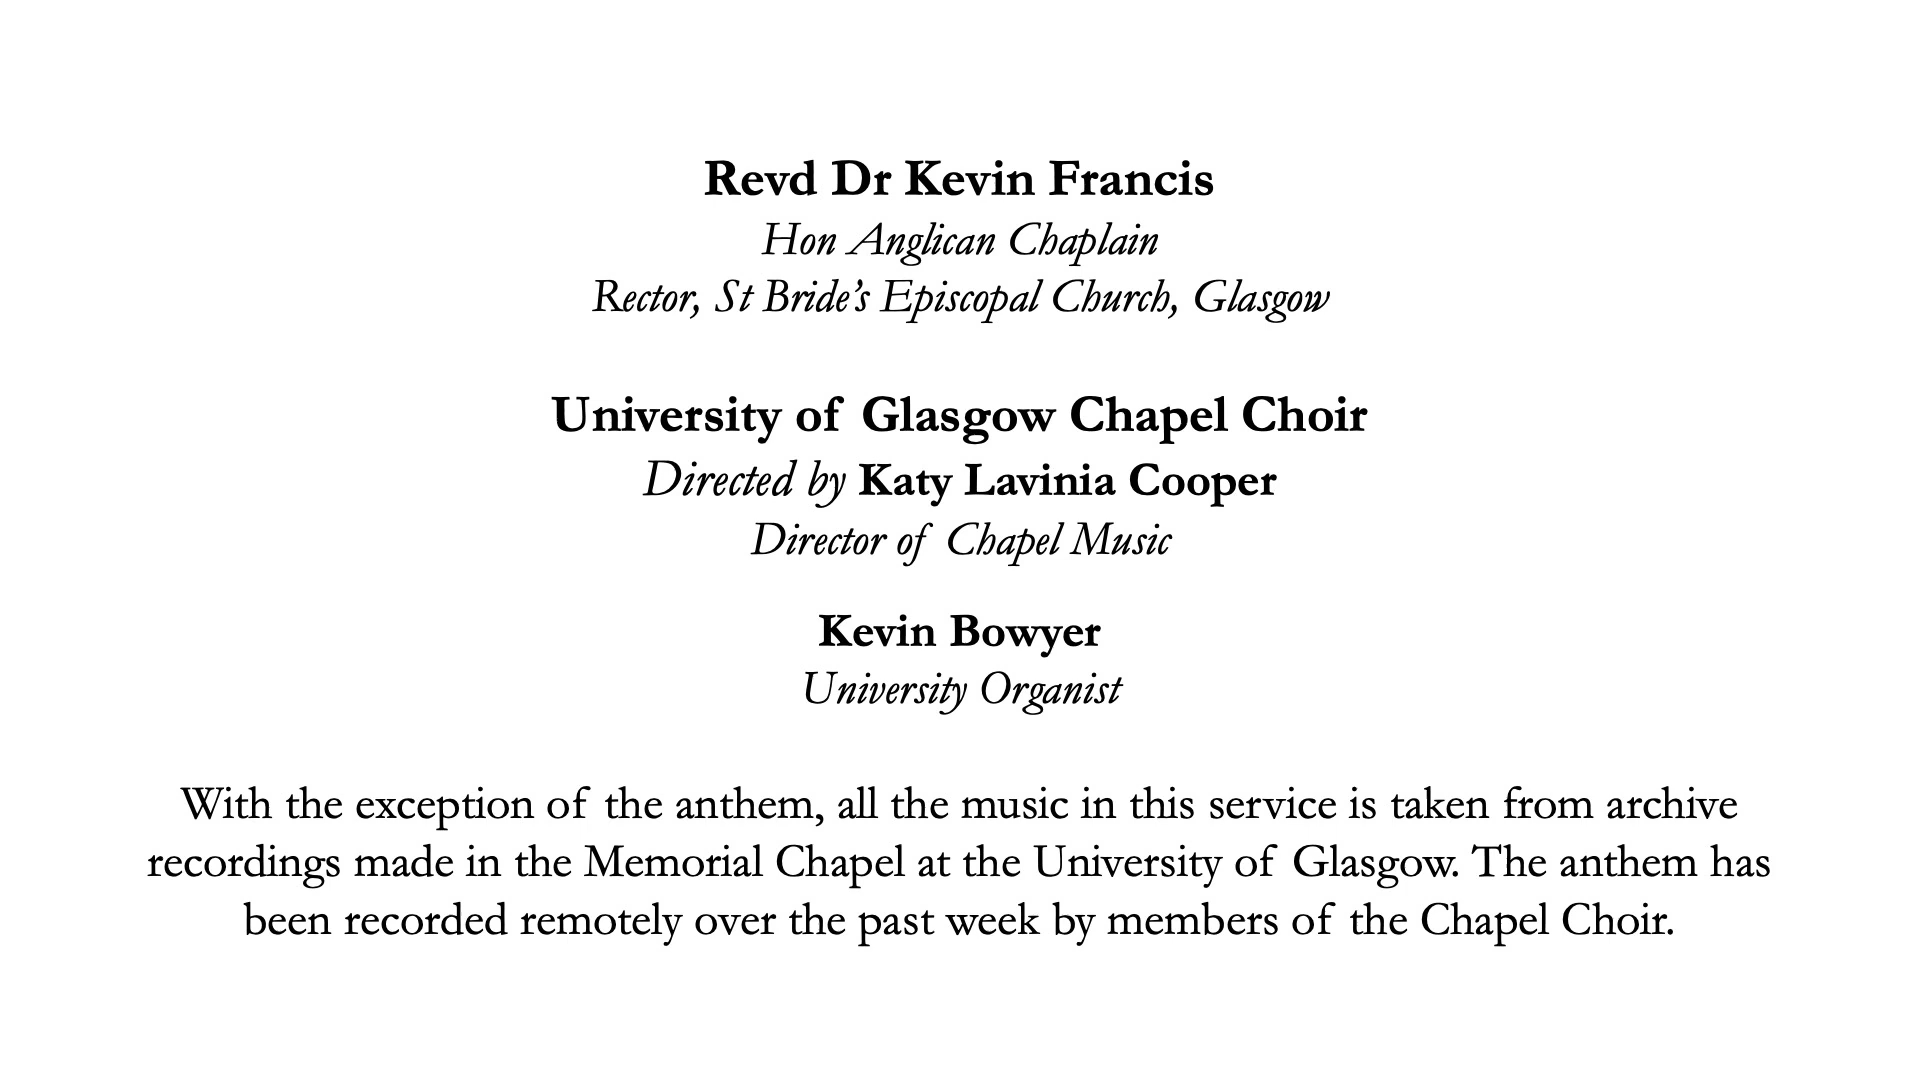 Revd Dr Kevin Francis
Hon Anglican Chaplain
Rector, St Bride’s Episcopal Church, Glasgow
University of Glasgow Chapel Choir
Directed by Katy Lavinia Cooper
Director of Chapel Music
Kevin Bowyer
University Organist
With the exception of the anthem, all the music in this service is taken from archive
recordings made in the Memorial Chapel at the University of Glasgow. The anthem has
been recorded remotely over the past week by members of the Chapel Choir.